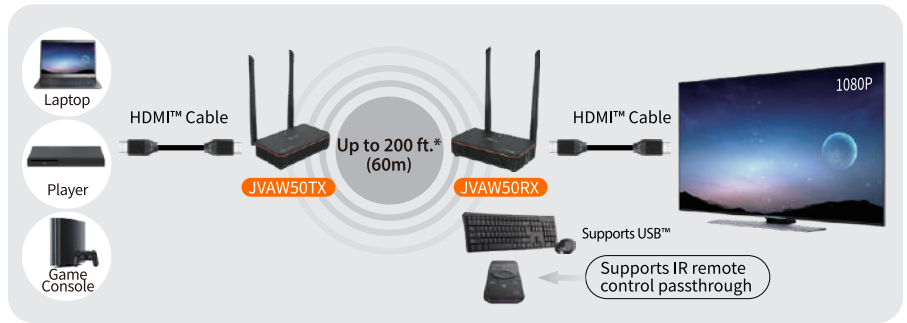 Laptop
Player
Game
Console
HDMI™ Cable
JVAW50TX
Up to 200 ft.*
(60m)
JVAW50RX
HDMI™ Cable
1080P
Supports USB™
Supports IR remote
control passthrough